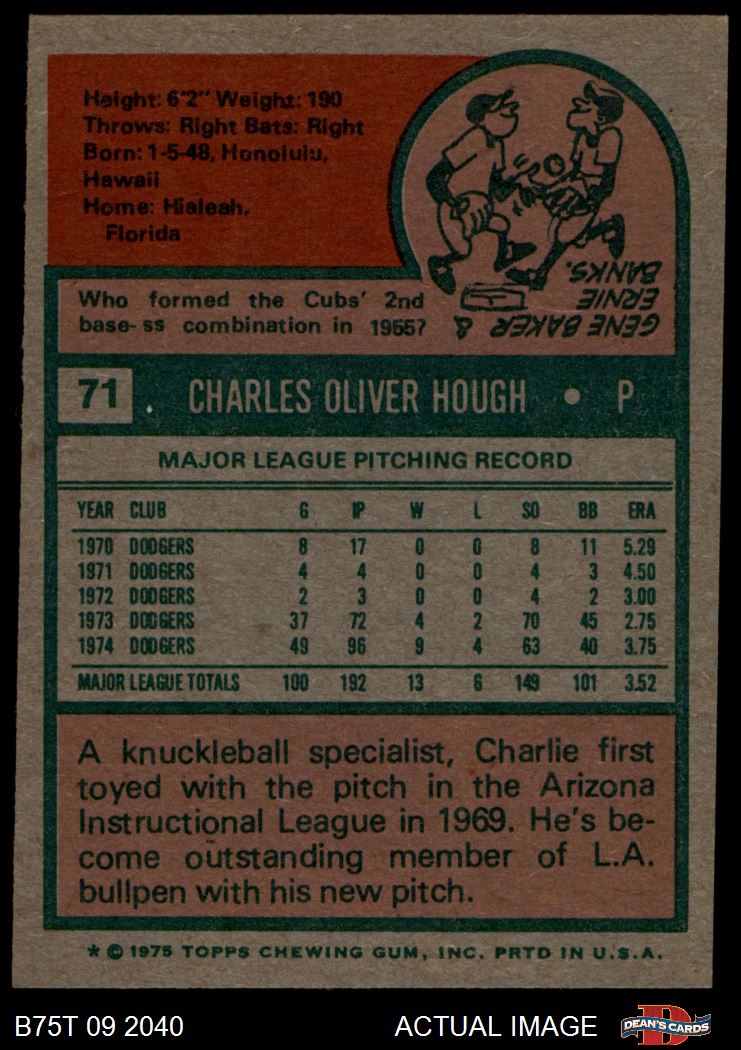 Height: 6'2" Weight: 190
Throws: Right Bats: Right
Born: 1-5-48, Honolulu,
Hawaii
Home: Hialeah,
Florida
Who formed the Cubs' 2nd
base-ss combination in 1955?
GENE BAKER &
ERNIE
BANKS.
71 CHARLES OLIVER HOUGH • P
MAJOR LEAGUE PITCHING RECORD
YEAR CLUB G IP W L SO BB ERA
1970 DODGERS 8 17 0 0 8 11 5.29
1971 DODGERS 4 4 0 0 4 3 4.50
1972 DODGERS 2 3 0 0 4 2 3.00
1973 DODGERS 37 72 4 2 70 45 2.75
1974 DODGERS 49 96 9 4 63 40 3.75
MAJOR LEAGUE TOTALS 100 192 13 6 149 101 3.52
A knuckleball specialist, Charlie first
toyed with the pitch in the Arizona
Instructional League in 1969. He's be-
come outstanding member of L.A.
bullpen with his new pitch.
* © 1975 TOPPS CHEWING GUM, INC. PRTD IN U.S.A.
B75T 09 2040 ACTUAL IMAGE
D
DEAN'S CARDS